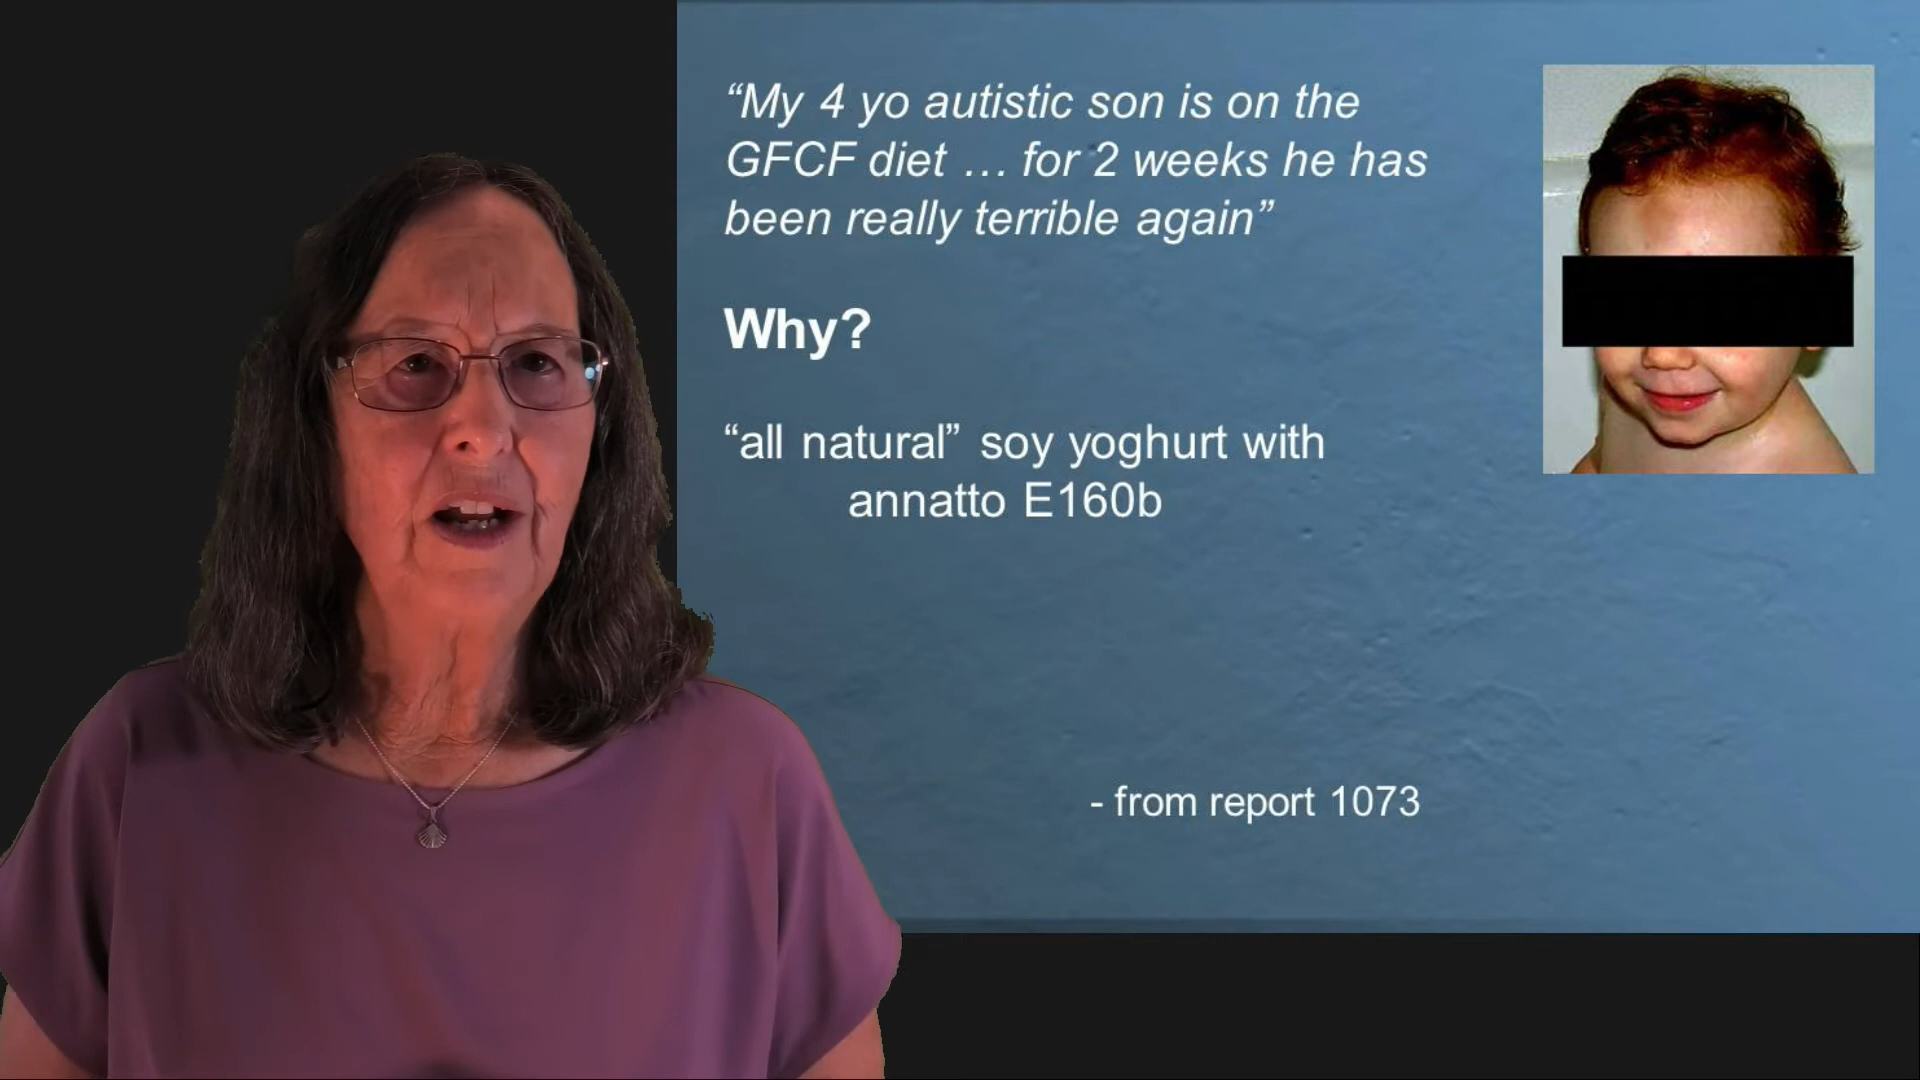 “My 4 yo autistic son is on the
GFCF diet … for 2 weeks he has
been really terrible again”
Why?
“all natural” soy yoghurt with
annatto E160b
- from report 1073